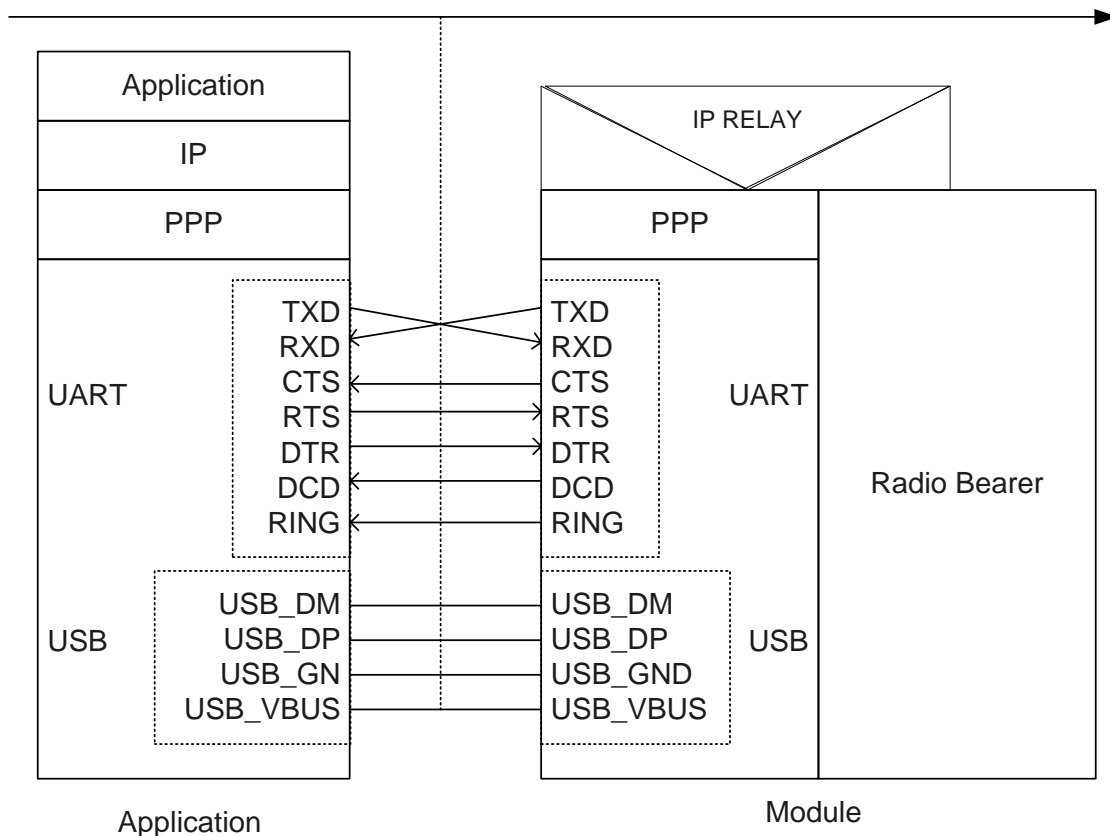 Application
IP
PPP
UART
TXD
RXD
CTS
RTS
DTR
DCD
RING
USB
USB_DM
USB_DP
USB_GN
USB_VBUS
Application
IP RELAY
PPP
TXD
RXD
CTS
RTS
DTR
DCD
RING
UART
USB_DM
USB_DP
USB_GND
USB_VBUS
USB
Radio Bearer
Module